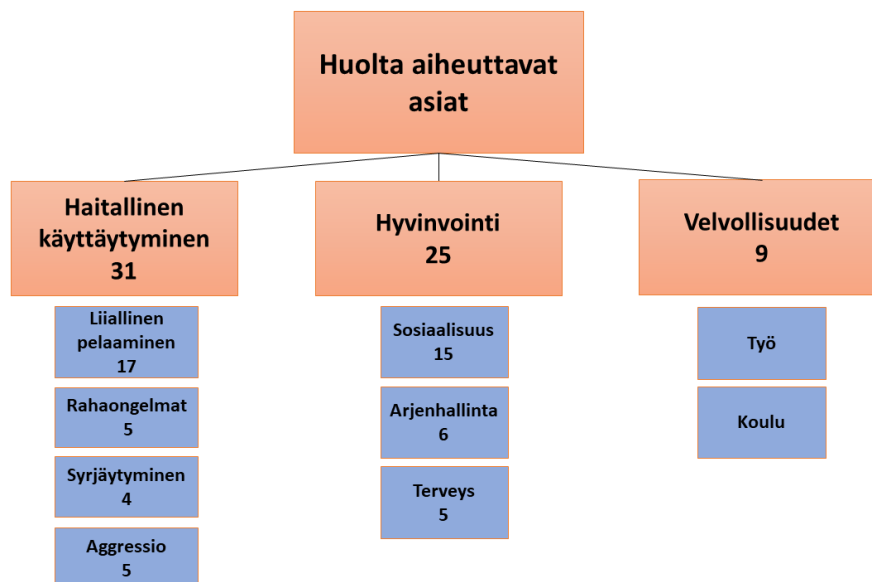 Huolta aiheuttavat
asiat
Haitallinen
käyttäytyminen
31
Hyvinvointi
25
Velvollisuudet
9
Liiallinen
pelaaminen
17
Rahaongelmat
5
Syrjäytyminen
4
Aggressio
5
Sosiaalisuus
15
Arjenhallinta
6
Terveys
5
Työ
Koulu